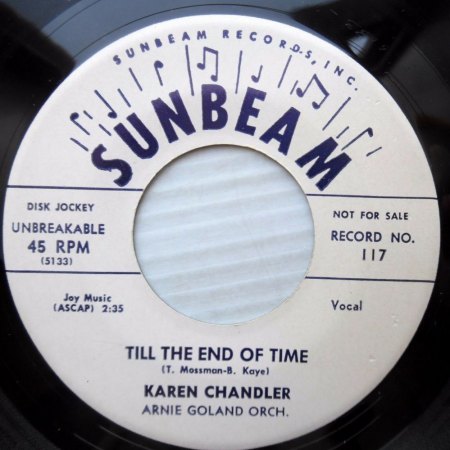 SUNBEAM RECORDS, INC.
SUNBEAM
DISK JOCKEY
UNBREAKABLE
45 RPM
(5133)
NOT FOR SALE
RECORD NO.
117
Joy Music
(ASCAP) 2:35
Vocal
TILL THE END OF TIME
(T. Mossman-B. Kaye)
KAREN CHANDLER
ARNIE GOLAND ORCH.